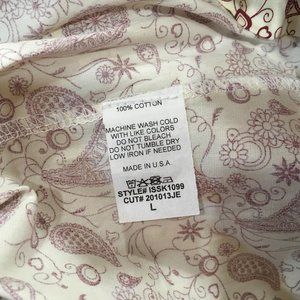 100% COTTON
MACHINE WASH COLD
WITH LIKE COLORS
DO NOT BLEACH
DO NOT TUMBLE DRY
LOW IRON IF NEEDED
MADE IN U.S.A
STYLE# ISSK1099
CUT# 201013JE
L